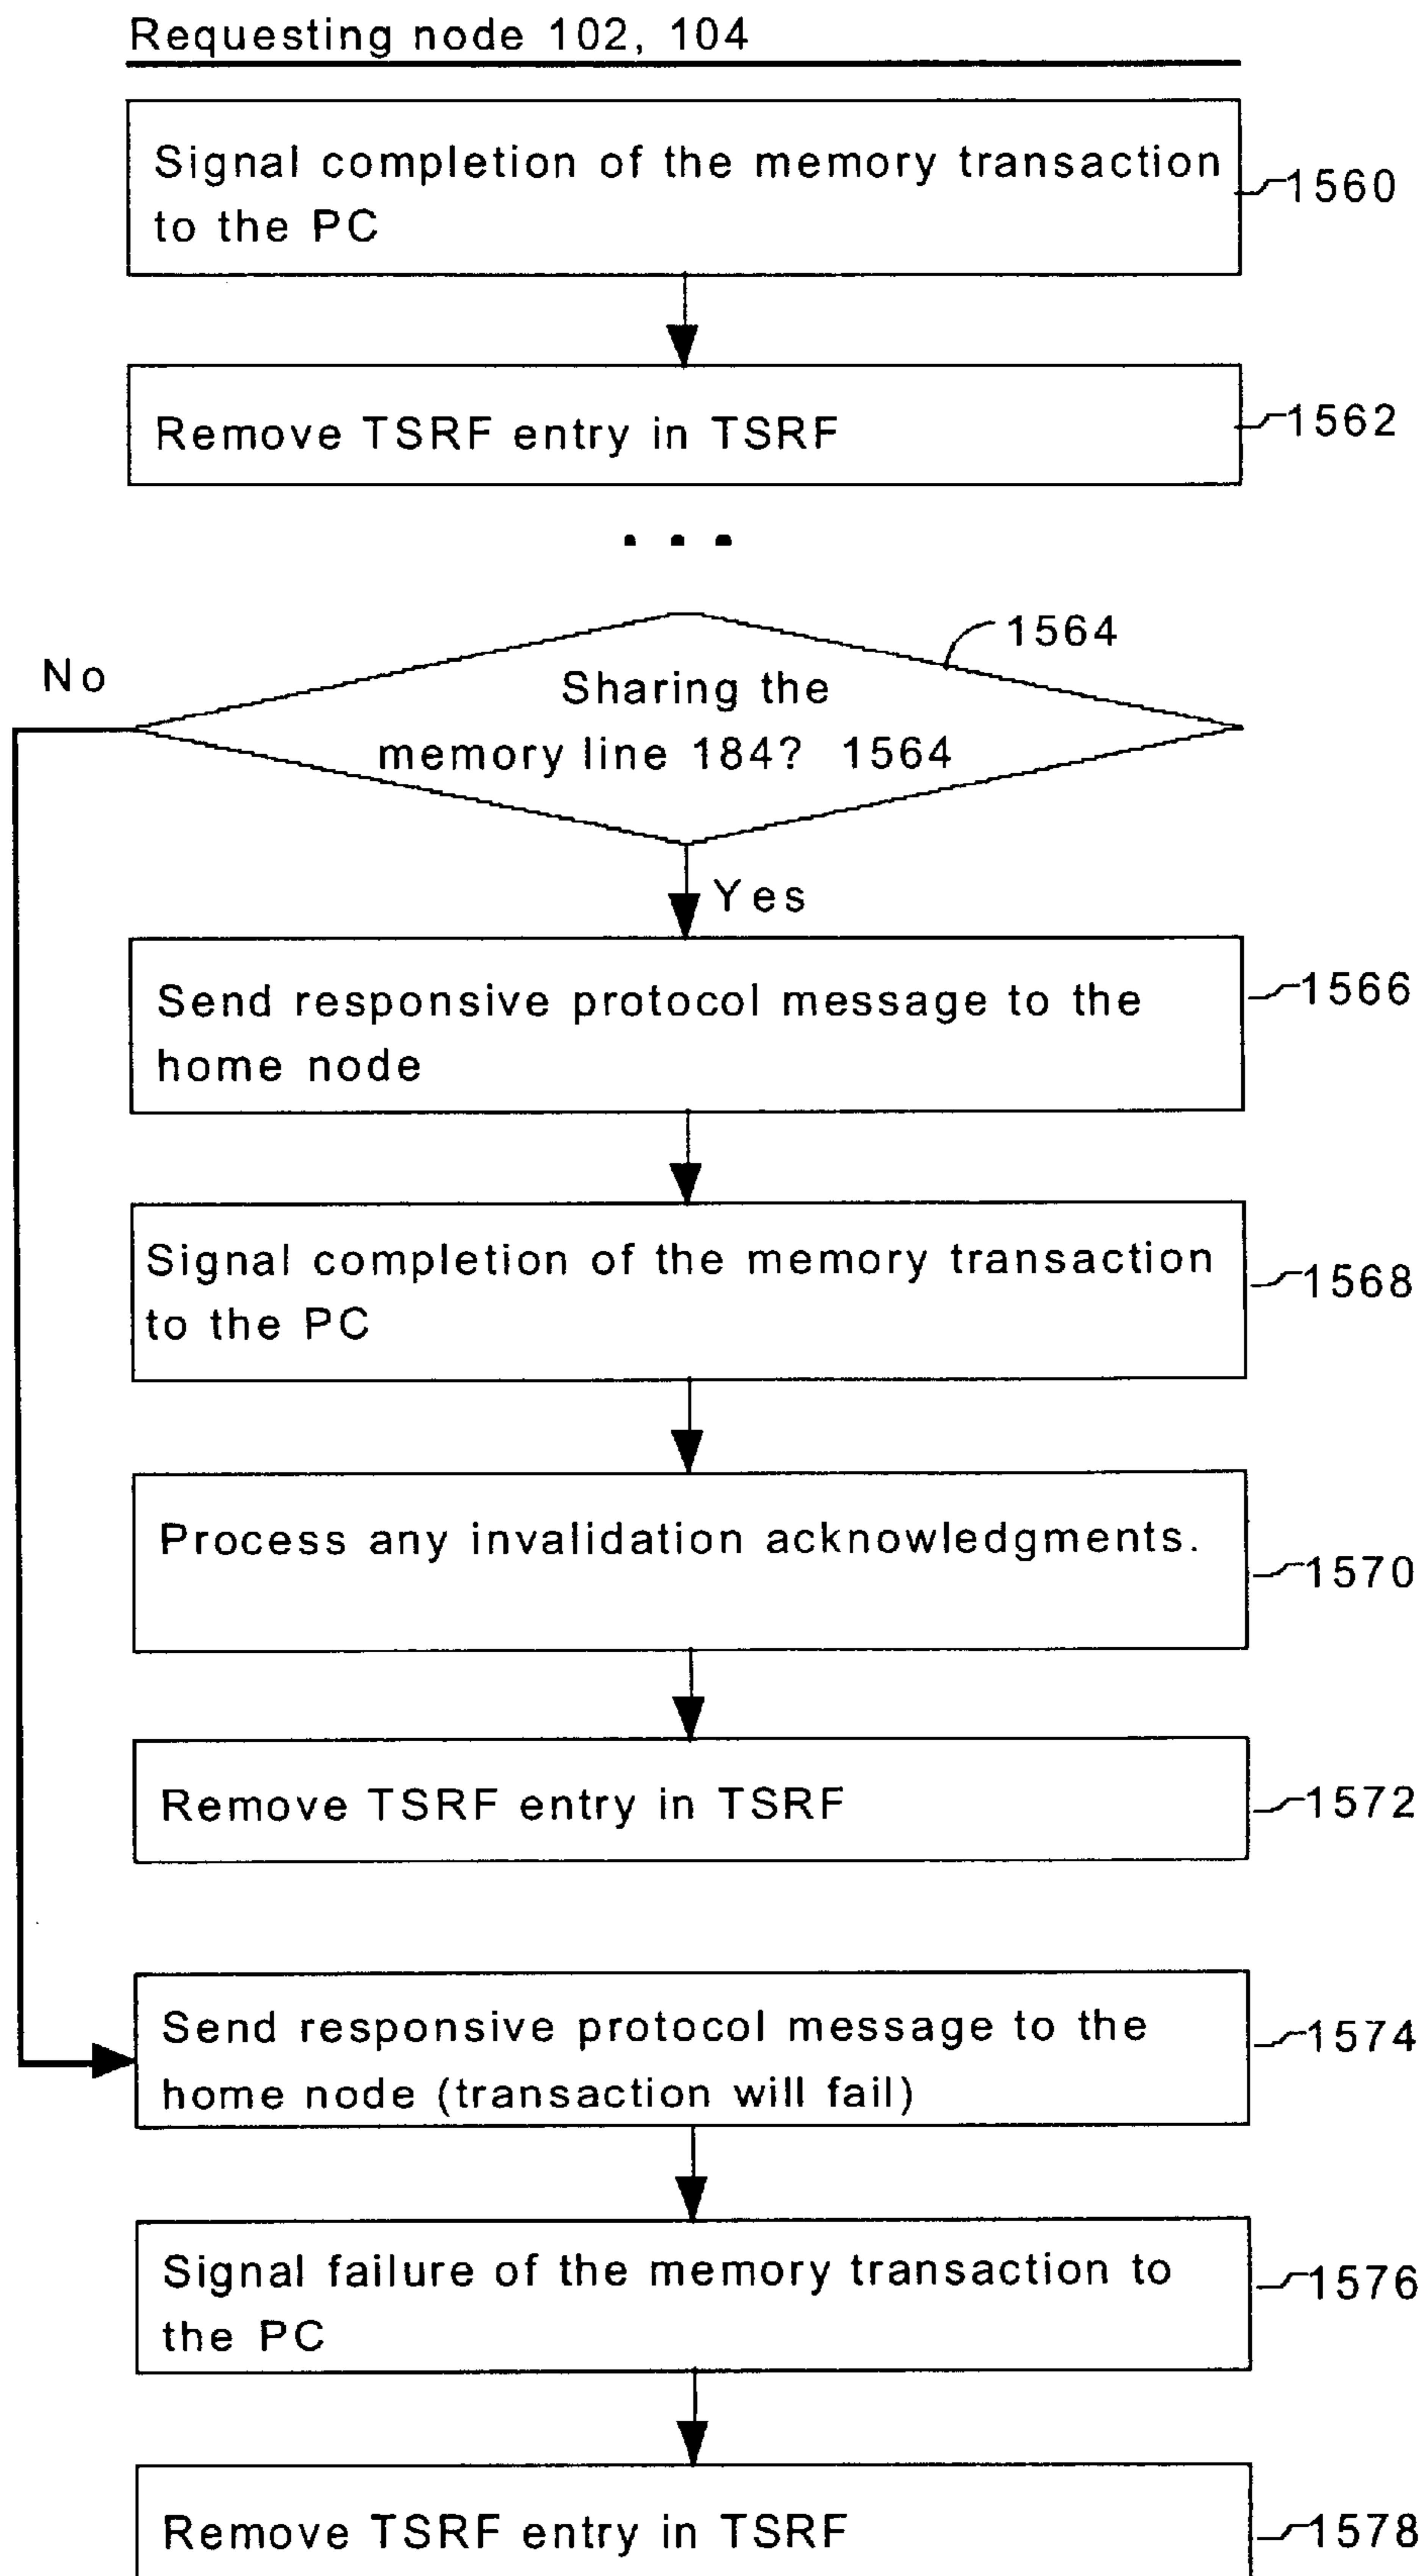 Requesting node 102, 104
Signal completion of the memory transaction
to the PC
1560
Remove TSRF entry in TSRF
1562
. . .
1564
No
Sharing the
memory line 184? 1564
Yes
Send responsive protocol message to the
home node
1566
Signal completion of the memory transaction
to the PC
1568
Process any invalidation acknowledgments.
1570
Remove TSRF entry in TSRF
1572
Send responsive protocol message to the
home node (transaction will fail)
1574
Signal failure of the memory transaction to
the PC
1576
Remove TSRF entry in TSRF
1578